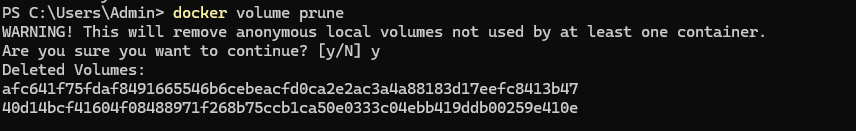 PS C:\Users\Admin> docker volume prune
WARNING! This will remove anonymous local volumes not used by at least one container.
Are you sure you want to continue? [y/N] y
Deleted Volumes:
afc641f75fdaf8491665546b6cebeacfd0ca2e2ac3a4a88183d17eefc8413b47
40d14bcf41604f08488971f268b75ccb1ca50e0333c04ebb419ddb00259e410e